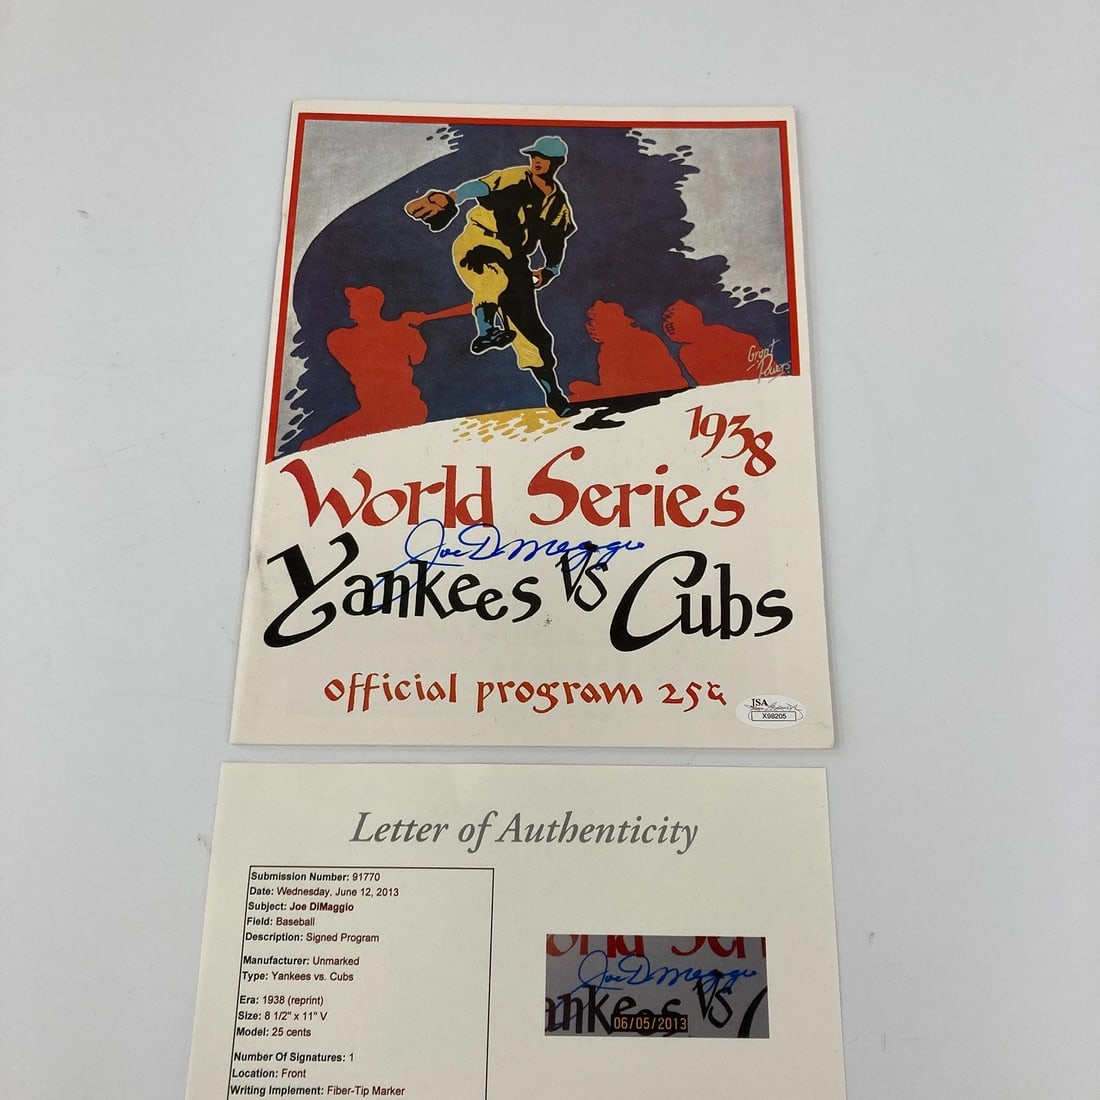 Grant
Powers
1938
World Series
Joe DiMaggio
Yankees vs Cubs
official program 25¢
JSA
X98205
Letter of Authenticity
Submission Number: 91770
Date: Wednesday, June 12, 2013
Subject: Joe DiMaggio
Field: Baseball
Description: Signed Program
Manufacturer: Unmarked
Type: Yankees vs. Cubs
Era: 1938 (reprint)
Size: 8 1/2" x 11" V
Model: 25 cents
Number Of Signatures: 1
Location: Front
Writing Implement: Fiber-Tip Marker
Joe DiMaggio
ankees vs
06/05/2013